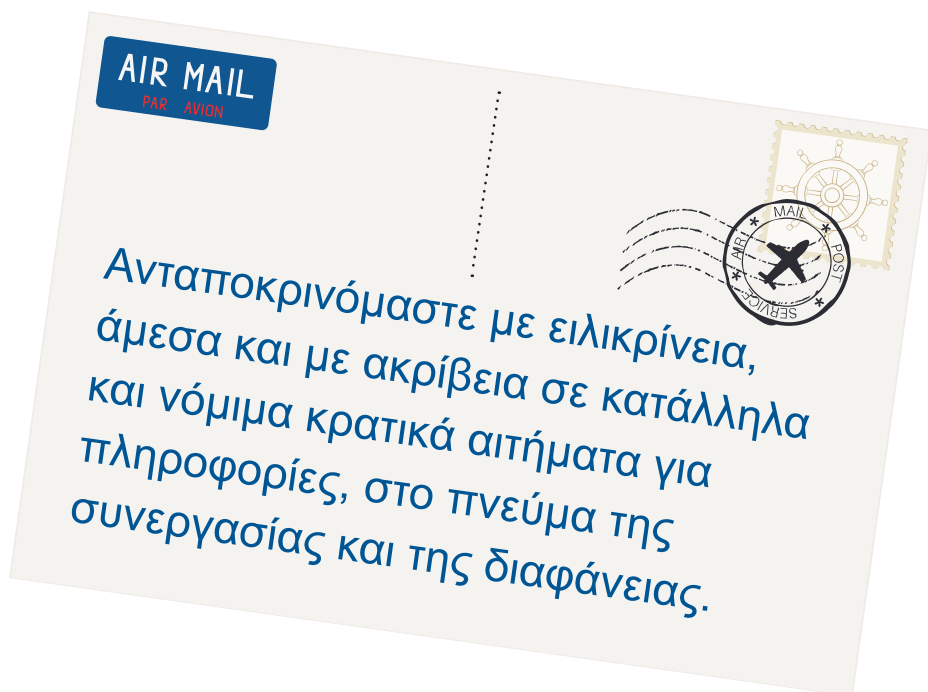 AIR MAIL
PAR AVION
MAIL
AIR
POST
SERVICE
Ανταποκρινόμαστε με ειλικρίνεια,
άμεσα και με ακρίβεια σε κατάλληλα
και νόμιμα κρατικά αιτήματα για
πληροφορίες, στο πνεύμα της
συνεργασίας και της διαφάνειας.